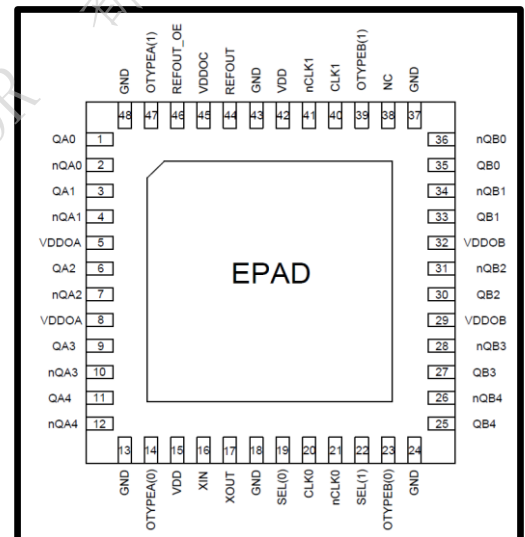 GND OTYPEA(1) REFOUT_OE VDDOC REFOUT GND VDD nCLK1 CLK1 OTYPEB(1) NC GND
48 47 46 45 44 43 42 41 40 39 38 37
QA0 1 36 nQB0
nQA0 2 35 QB0
QA1 3 34 nQB1
nQA1 4 33 QB1
VDDOA 5 32 VDDOB
QA2 6 31 nQB2
EPAD
nQA2 7 30 QB2
VDDOA 8 29 VDDOB
QA3 9 28 nQB3
nQA3 10 27 QB3
QA4 11 26 nQB4
nQA4 12 25 QB4
13 14 15 16 17 18 19 20 21 22 23 24
GND OTYPEA(0) VDD XIN XOUT GND SEL(0) CLK0 nCLK0 SEL(1) OTYPEB(0) GND